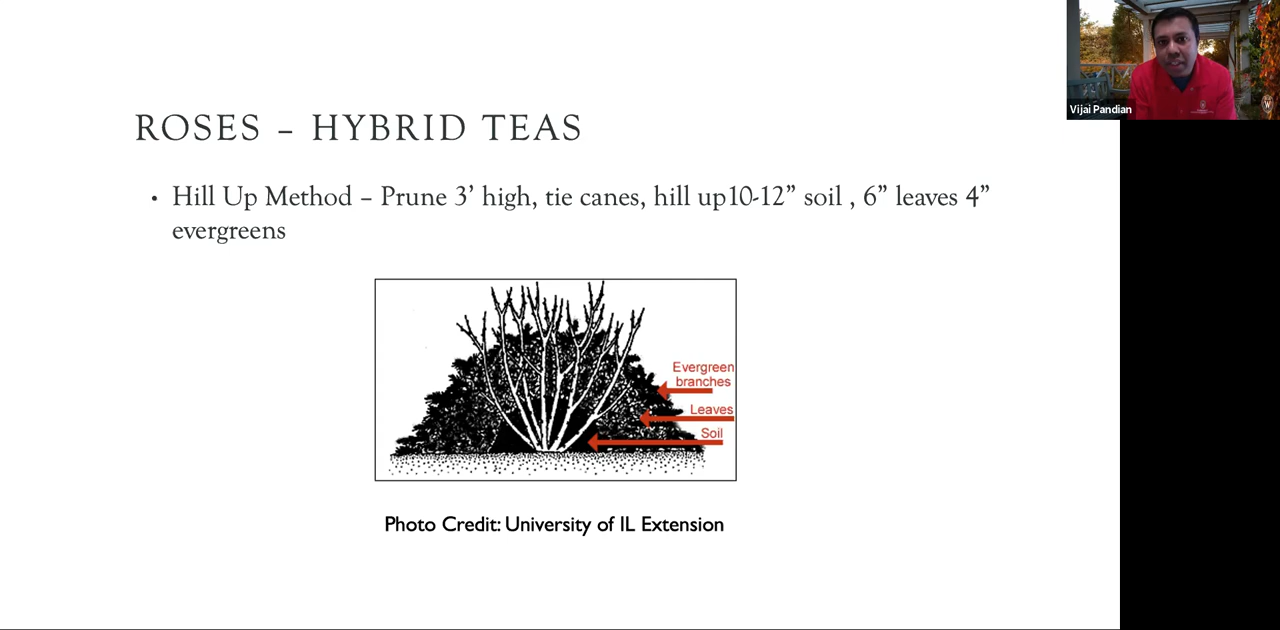 Vijai Pandian
ROSES – HYBRID TEAS
• Hill Up Method – Prune 3’ high, tie canes, hill up10-12” soil , 6” leaves 4”
evergreens
Evergreen
branches
Leaves
Soil
Photo Credit: University of IL Extension